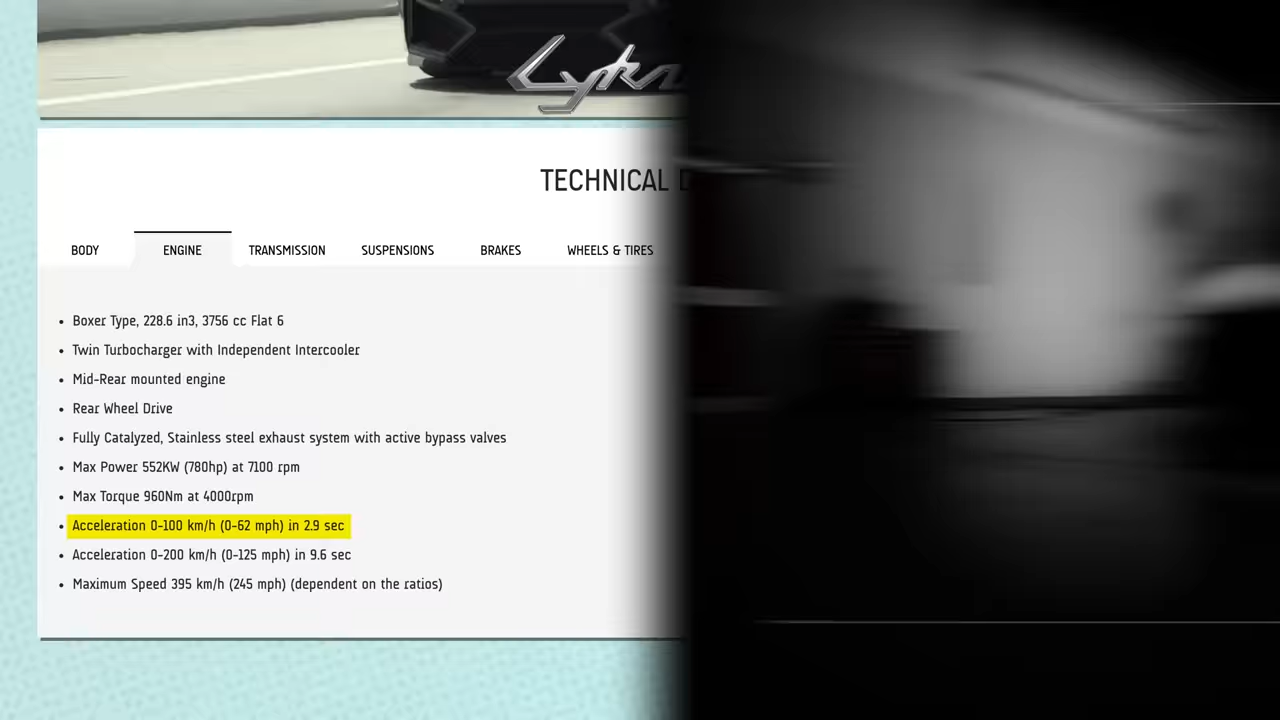 Lykn
TECHNICAL
BODY ENGINE TRANSMISSION SUSPENSIONS BRAKES WHEELS & TIRES
• Boxer Type, 228.6 in3, 3756 cc Flat 6
• Twin Turbocharger with Independent Intercooler
• Mid-Rear mounted engine
• Rear Wheel Drive
• Fully Catalyzed, Stainless steel exhaust system with active bypass valves
• Max Power 552KW (780hp) at 7100 rpm
• Max Torque 960Nm at 4000rpm
• Acceleration 0-100 km/h (0-62 mph) in 2.9 sec
• Acceleration 0-200 km/h (0-125 mph) in 9.6 sec
• Maximum Speed 395 km/h (245 mph) (dependent on the ratios)